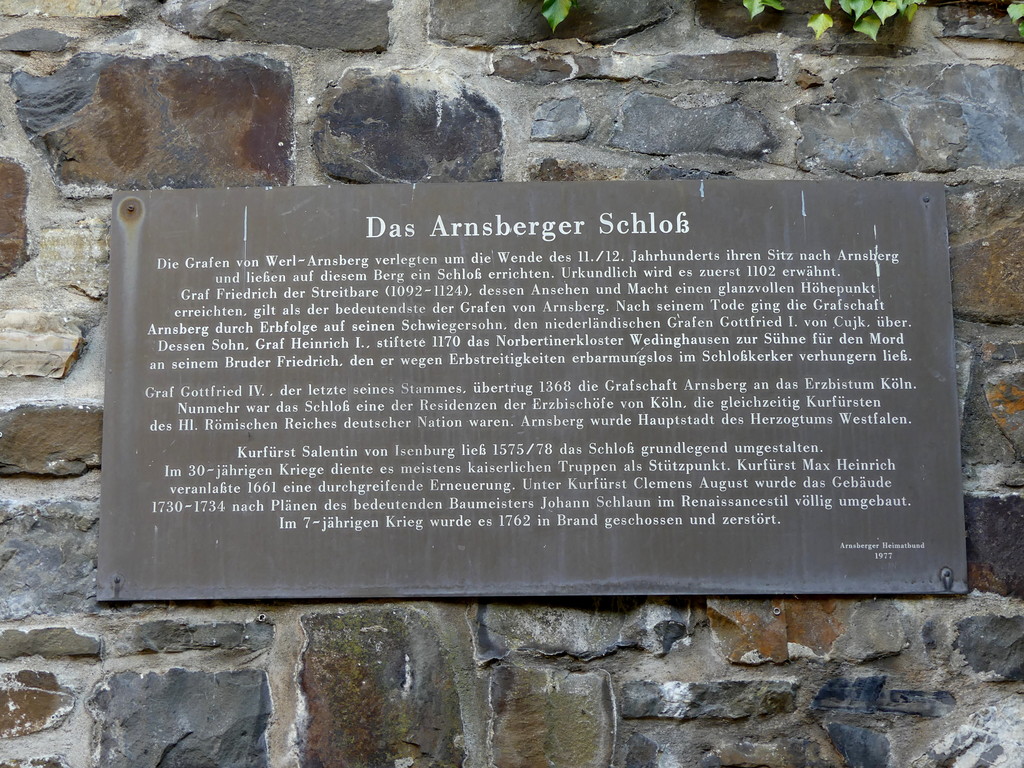 Das Arnsberger Schloß
Die Grafen von Werl-Arnsberg verlegten um die Wende des 11./12. Jahrhunderts ihren Sitz nach Arnsberg
und ließen auf diesem Berg ein Schloß errichten. Urkundlich wird es zuerst 1102 erwähnt.
Graf Friedrich der Streitbare (1092-1124), dessen Ansehen und Macht einen glanzvollen Höhepunkt
erreichten, gilt als der bedeutendste der Grafen von Arnsberg. Nach seinem Tode ging die Grafschaft
Arnsberg durch Erbfolge auf seinen Schwiegersohn, den niederländischen Grafen Gottfried I. von Cujk, über.
Dessen Sohn, Graf Heinrich I., stiftete 1170 das Norbertinerkloster Wedinghausen zur Sühne für den Mord
an seinem Bruder Friedrich, den er wegen Erbstreitigkeiten erbarmungslos im Schloßkerker verhungern ließ.
Graf Gottfried IV., der letzte seines Stammes, übertrug 1368 die Grafschaft Arnsberg an das Erzbistum Köln.
Nunmehr war das Schloß eine der Residenzen der Erzbischöfe von Köln, die gleichzeitig Kurfürsten
des Hl. Römischen Reiches deutscher Nation waren. Arnsberg wurde Hauptstadt des Herzogtums Westfalen.
Kurfürst Salentin von Isenburg ließ 1575/78 das Schloß grundlegend umgestalten.
Im 30-jährigen Kriege diente es meistens kaiserlichen Truppen als Stützpunkt. Kurfürst Max Heinrich
veranlaßte 1661 eine durchgreifende Erneuerung. Unter Kurfürst Clemens August wurde das Gebäude
1730-1734 nach Plänen des bedeutenden Baumeisters Johann Schlaun im Renaissancestil völlig umgebaut.
Im 7-jährigen Krieg wurde es 1762 in Brand geschossen und zerstört.
Arnsberger Heimatbund
1977